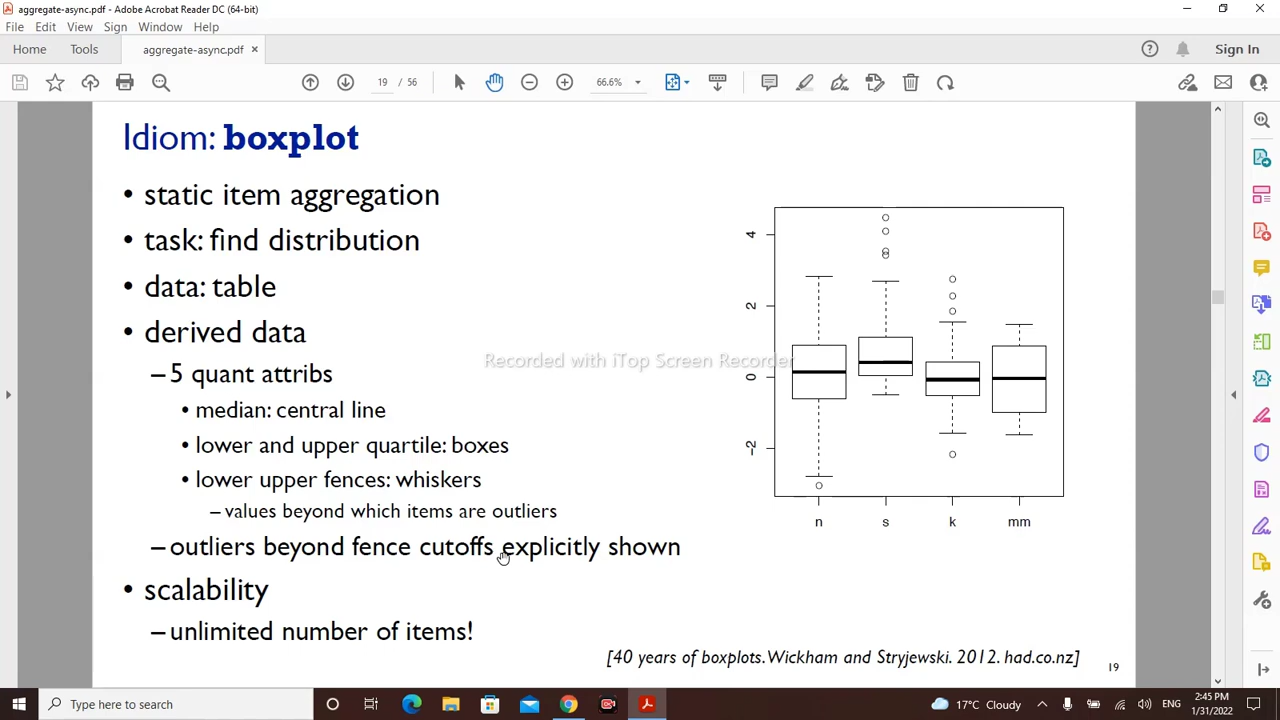 aggregate-async.pdf - Adobe Acrobat Reader DC (64-bit)
File Edit View Sign Window Help
Home Tools aggregate-async.pdf × Sign In
19 / 56 66.6%
Idiom: boxplot
• static item aggregation
• task: find distribution
• data: table
• derived data
–5 quant attribs
• median: central line
• lower and upper quartile: boxes
• lower upper fences: whiskers
– values beyond which items are outliers
– outliers beyond fence cutoffs explicitly shown
• scalability
– unlimited number of items!
4
2
0
−2
n s k mm
Recorded with iTop Screen Recorder
[40 years of boxplots. Wickham and Stryjewski. 2012. had.co.nz]
19
Type here to search
17°C Cloudy
ENG
2:45 PM
1/31/2022